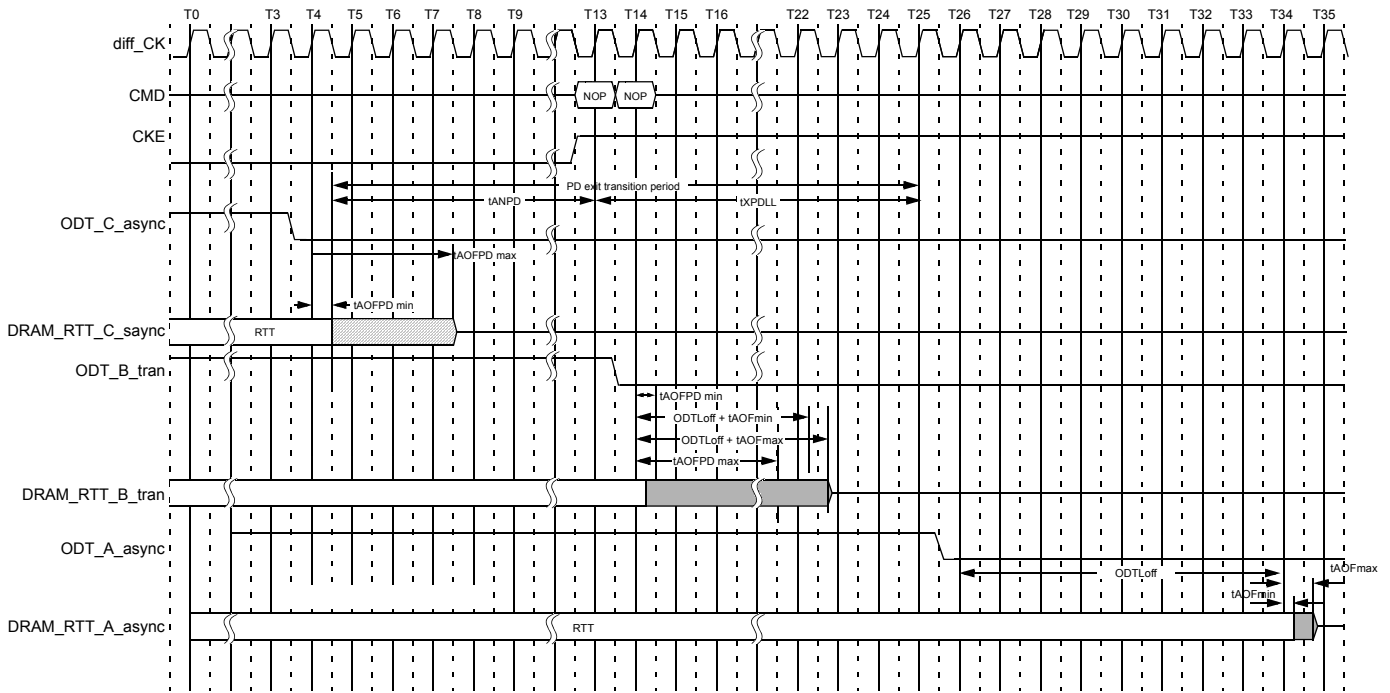 T0 T3 T4 T5 T6 T7 T8 T9 T13 T14 T15 T16 T22 T23 T24 T25 T26 T27 T28 T29 T30 T31 T32 T33 T34 T35
diff_CK
CMD NOP NOP
CKE
PD exit transition period
tANPD tXPDLL
ODT_C_async
tAOFPD max
tAOFPD min
DRAM_RTT_C_sync RTT
ODT_B_tran
tAOFPD min
ODTLoff + tAOFmin
ODTLoff + tAOFmax
tAOFPD max
DRAM_RTT_B_tran
ODT_A_async
ODTLoff tAOFmax
tAOFmin
DRAM_RTT_A_async RTT